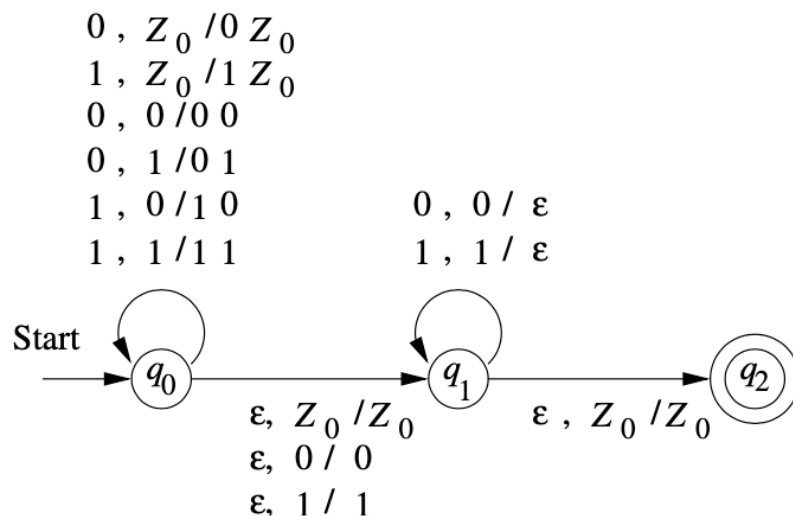 0 , Z0 /0 Z0
1 , Z0 /1 Z0
0 , 0 /0 0
0 , 1 /0 1
1 , 0 /1 0
1 , 1 /1 1
0 , 0 / ε
1 , 1 / ε
Start
q0
q1
q2
ε, Z0 /Z0
ε, 0 / 0
ε, 1 / 1
ε , Z0 /Z0